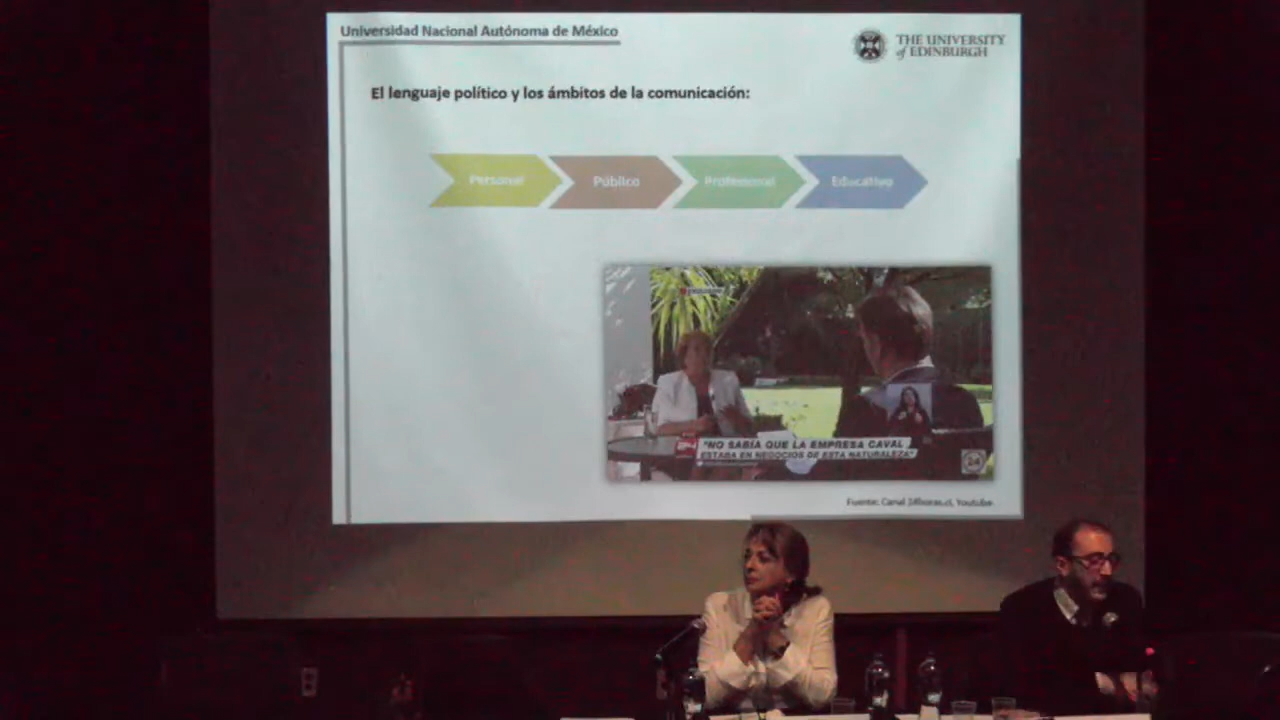 Universidad Nacional Autónoma de México
THE UNIVERSITY
of EDINBURGH
El lenguaje político y los ámbitos de la comunicación:
Personal
Público
Profesional
Educativo
"NO SABÍA QUE LA EMPRESA CAVAL
ESTABA EN NEGOCIOS DE ESTA NATURALEZA"
24
Fuente: Canal 24horas.cl, Youtube